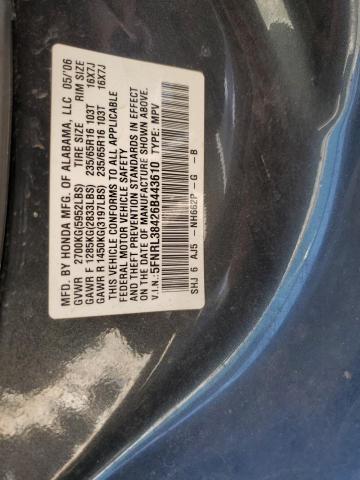 MFD. BY HONDA MFG. OF ALABAMA, LLC 05/'06
GVWR 2700KG(5952LBS) TIRE SIZE RIM SIZE
GAWR F 1285KG(2833LBS) 235/65R16 103T 16X7J
GAWR R 1450KG(3197LBS) 235/65R16 103T 16X7J
THIS VEHICLE CONFORMS TO ALL APPLICABLE
FEDERAL MOTOR VEHICLE SAFETY
AND THEFT PREVENTION STANDARDS IN EFFECT
ON THE DATE OF MANUFACTURE SHOWN ABOVE.
V.I.N.: 5FNRL38426B443610 TYPE: MPV
SHJ 6 AJ5 -NH662P -G -B